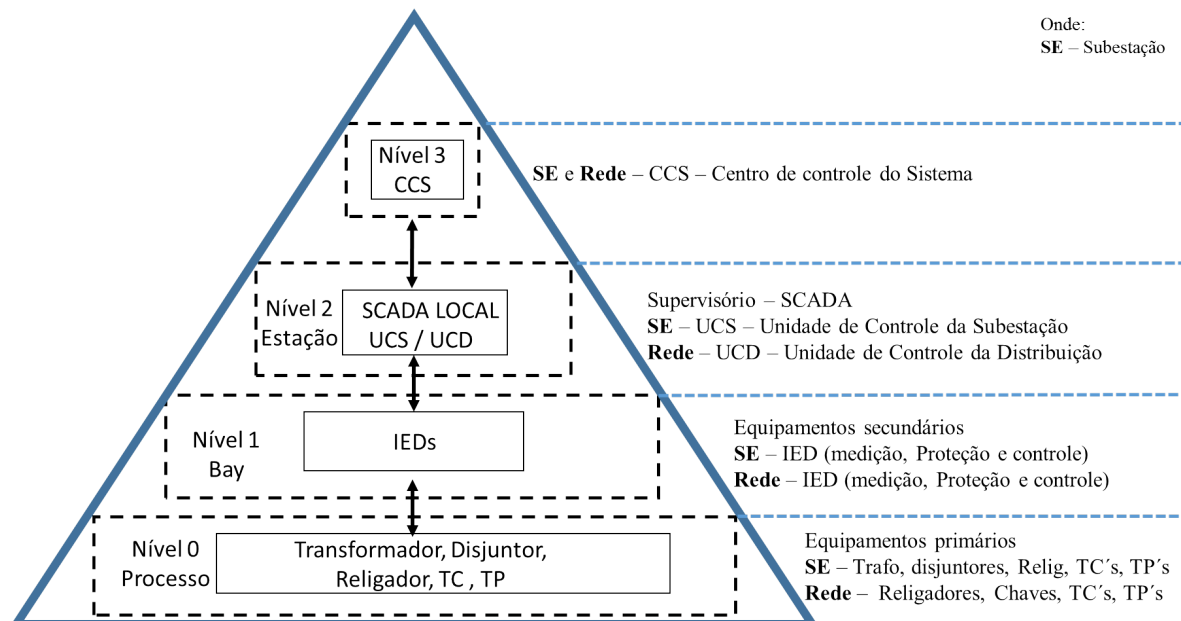 Onde:
SE – Subestação
Nível 3
CCS
SE e Rede – CCS – Centro de controle do Sistema
Nível 2
Estação
SCADA LOCAL
UCS / UCD
Supervisório – SCADA
SE – UCS – Unidade de Controle da Subestação
Rede – UCD – Unidade de Controle da Distribuição
Nível 1
Bay
IEDs
Equipamentos secundários
SE – IED (medição, Proteção e controle)
Rede – IED (medição, Proteção e controle)
Nível 0
Processo
Transformador, Disjuntor,
Religador, TC , TP
Equipamentos primários
SE – Trafo, disjuntores, Relig, TC´s, TP´s
Rede – Religadores, Chaves, TC´s, TP´s